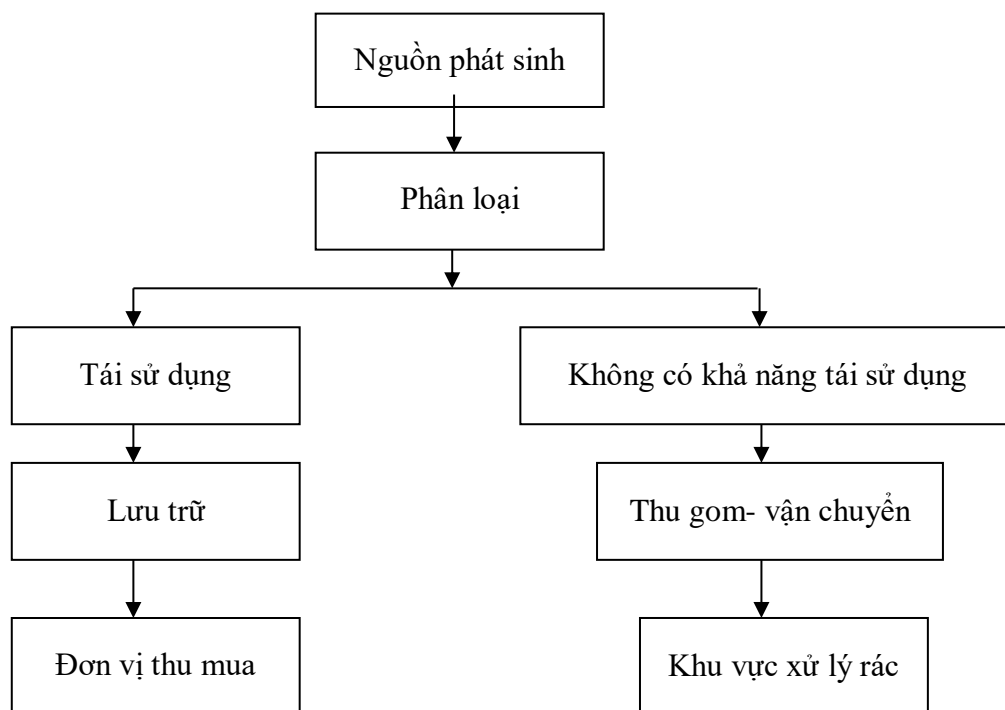 Nguồn phát sinh
Phân loại
Tái sử dụng
Không có khả năng tái sử dụng
Lưu trữ
Thu gom- vận chuyển
Đơn vị thu mua
Khu vực xử lý rác